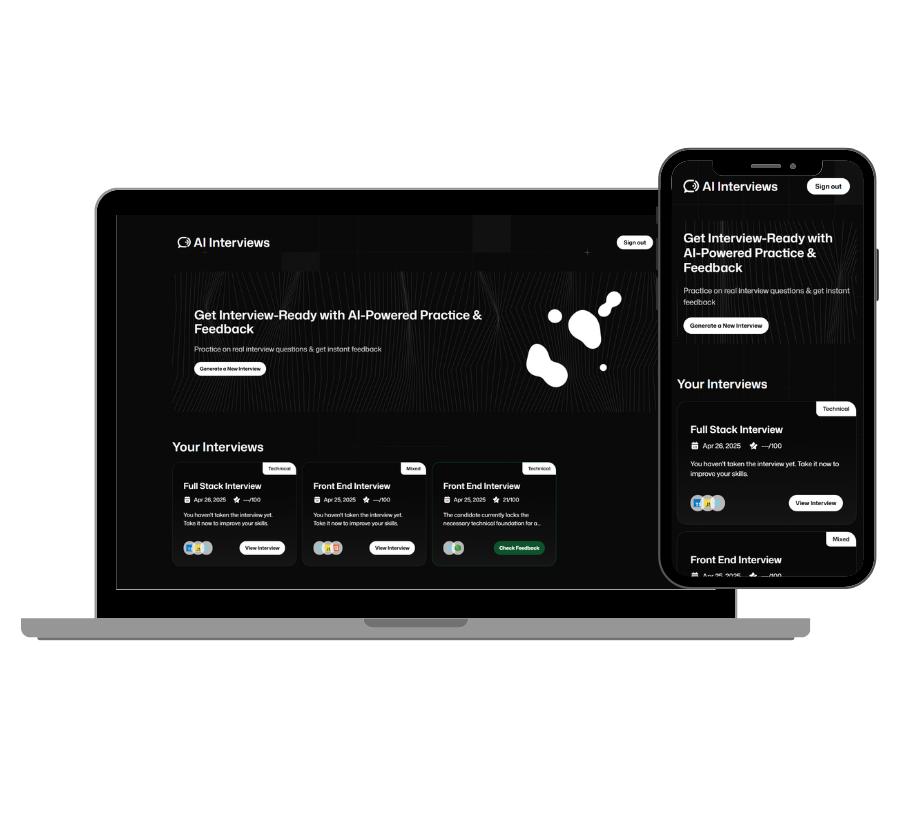 AI Interviews
Sign out
Get Interview-Ready with AI-Powered Practice &
Feedback
Practice on real interview questions & get instant feedback
Generate a New Interview
Your Interviews
Technical
Full Stack Interview
Apr 26, 2025 ---/100
You haven't taken the interview yet.
Take it now to improve your skills.
View Interview
Mixed
Front End Interview
Apr 25, 2025 ---/100
You haven't taken the interview yet.
Take it now to improve your skills.
View Interview
Technical
Front End Interview
Apr 25, 2025 21/100
The candidate currently lacks the
necessary technical foundation for a...
Check Feedback
AI Interviews
Sign out
Get Interview-Ready with
AI-Powered Practice &
Feedback
Practice on real interview questions & get instant
feedback
Generate a New Interview
Your Interviews
Technical
Full Stack Interview
Apr 26, 2025 ---/100
You haven't taken the interview yet. Take it now to
improve your skills.
View Interview
Mixed
Front End Interview
Apr 25, 2025 ---/100